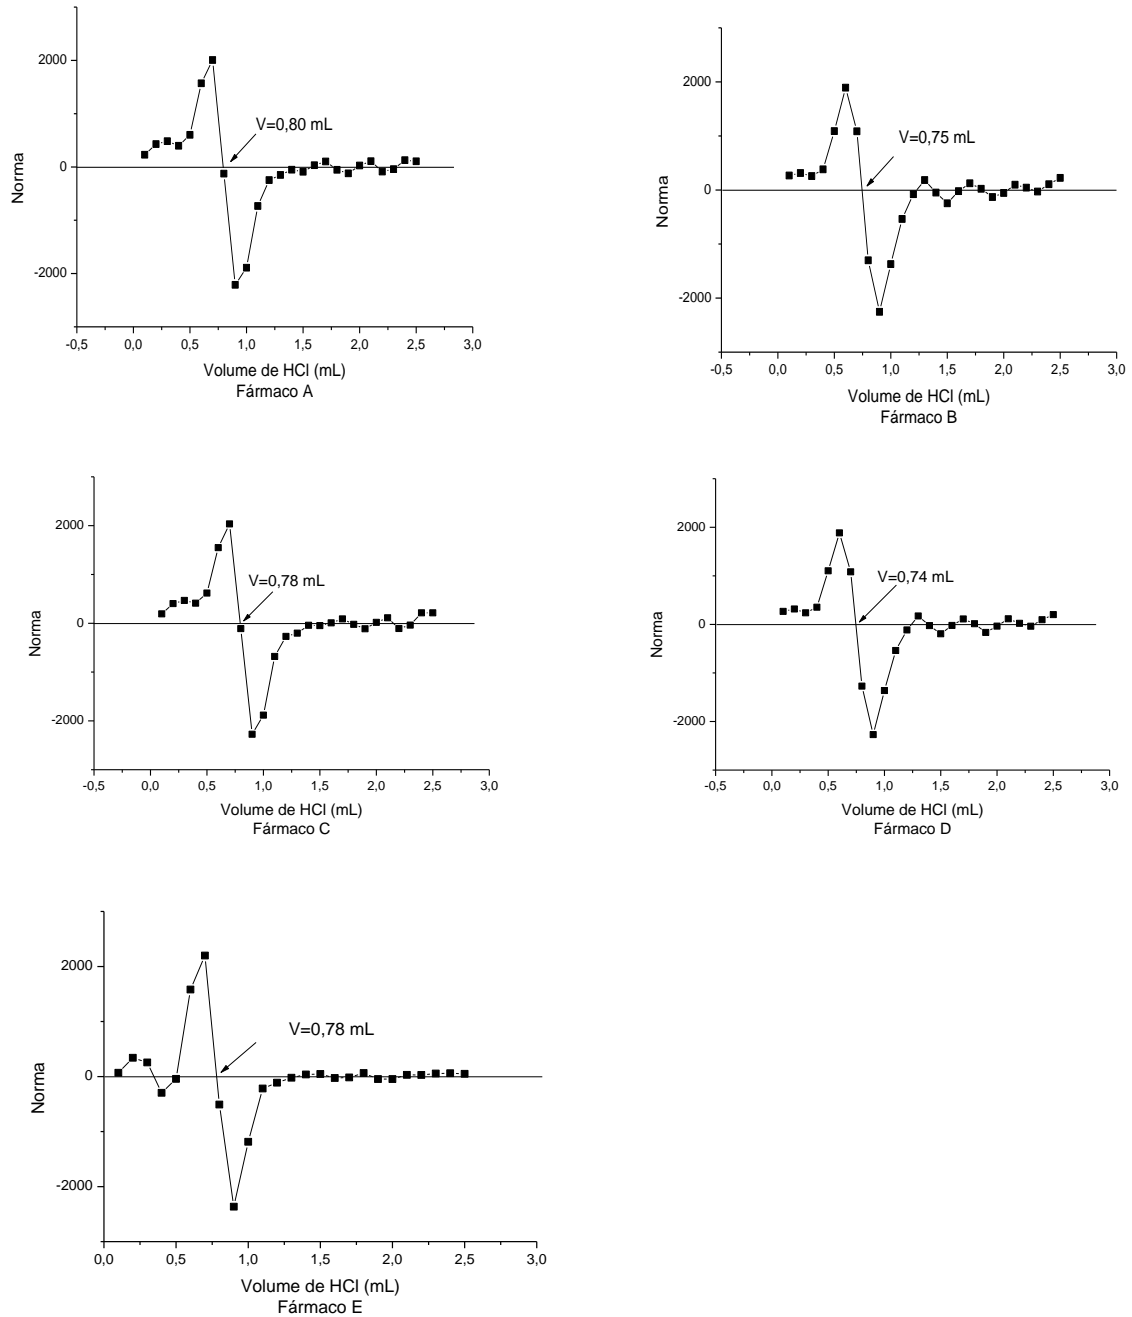 2000
0
-2000
Norma
V=0,80 mL
-0,5 0,0 0,5 1,0 1,5 2,0 2,5 3,0
Volume de HCl (mL)
Fármaco A
2000
0
-2000
Norma
V=0,75 mL
-0,5 0,0 0,5 1,0 1,5 2,0 2,5 3,0
Volume de HCl (mL)
Fármaco B
2000
0
-2000
Norma
V=0,78 mL
-0,5 0,0 0,5 1,0 1,5 2,0 2,5 3,0
Volume de HCl (mL)
Fármaco C
2000
0
-2000
Norma
V=0,74 mL
-0,5 0,0 0,5 1,0 1,5 2,0 2,5 3,0
Volume de HCl (mL)
Fármaco D
2000
0
-2000
Norma
V=0,78 mL
0,0 0,5 1,0 1,5 2,0 2,5 3,0
Volume de HCl (mL)
Fármaco E